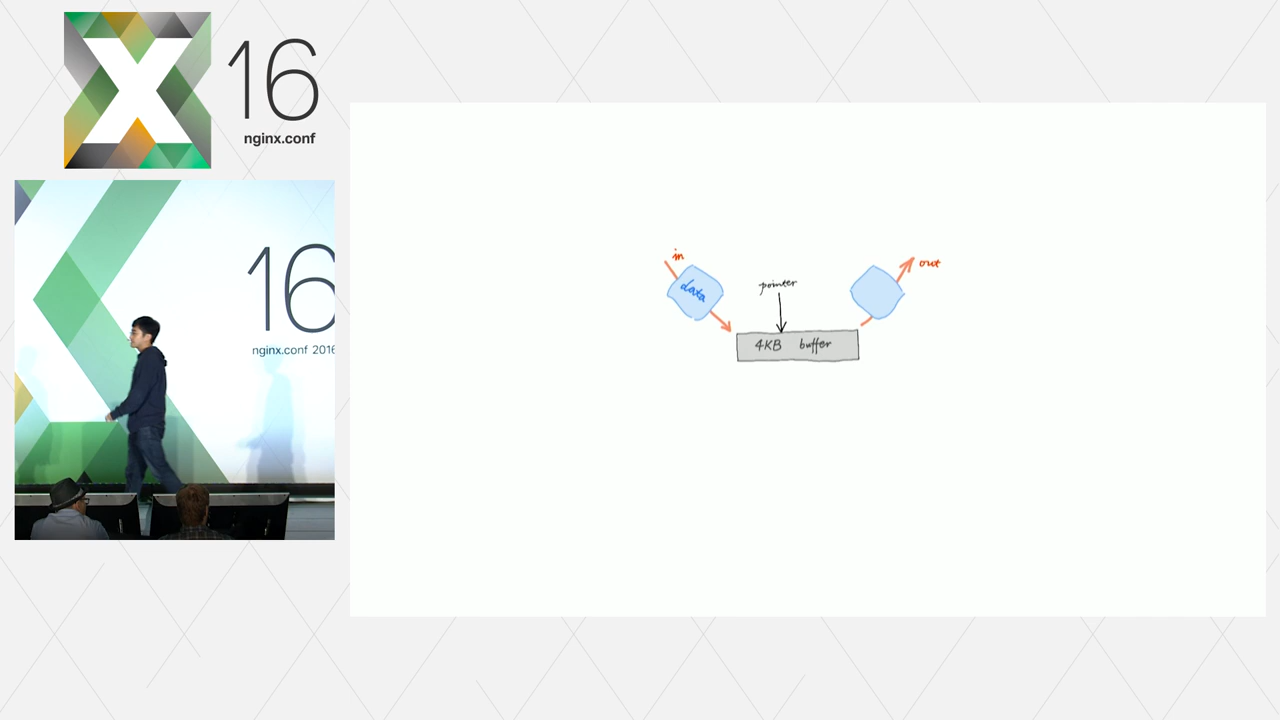 16
nginx.conf
16
nginx.conf 2016
in
data
pointer
out
4KB buffer